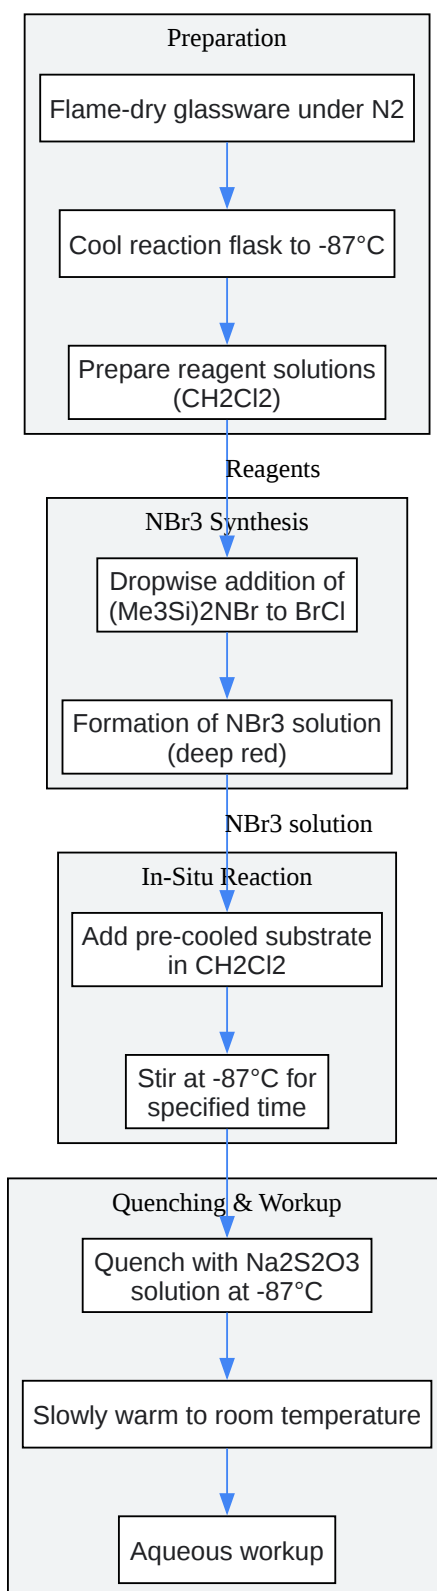 Preparation
Flame-dry glassware under N2
Cool reaction flask to -87°C
Prepare reagent solutions
(CH2Cl2)
Reagents
NBr3 Synthesis
Dropwise addition of
(Me3Si)2NBr to BrCl
Formation of NBr3 solution
(deep red)
NBr3 solution
In-Situ Reaction
Add pre-cooled substrate
in CH2Cl2
Stir at -87°C for
specified time
Quenching & Workup
Quench with Na2S2O3
solution at -87°C
Slowly warm to room temperature
Aqueous workup